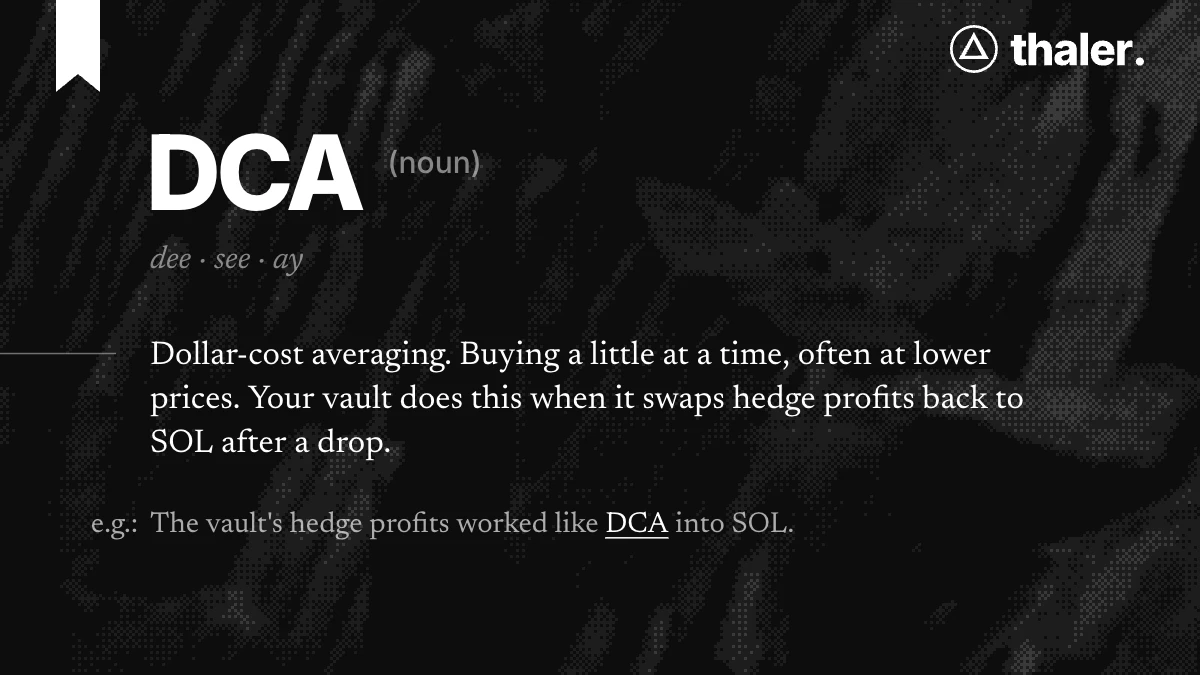 thaler.
DCA (noun)
dee · see · ay
Dollar-cost averaging. Buying a little at a time, often at lower
prices. Your vault does this when it swaps hedge profits back to
SOL after a drop.
e.g.: The vault's hedge profits worked like DCA into SOL.